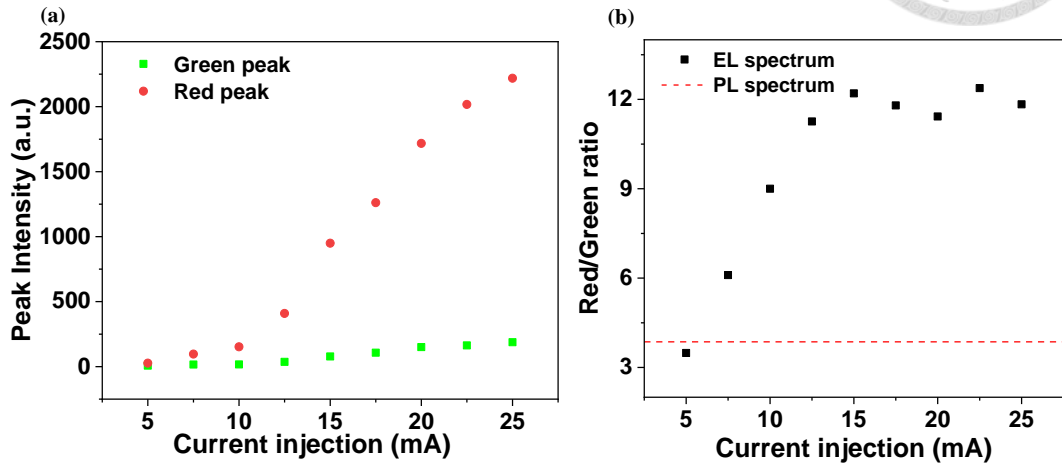 (a)
Green peak
Red peak
Peak Intensity (a.u.)
2500
2000
1500
1000
500
0
5
10
15
20
25
Current injection (mA)
(b)
EL spectrum
PL spectrum
Red/Green ratio
12
9
6
3
5
10
15
20
25
Current injection (mA)